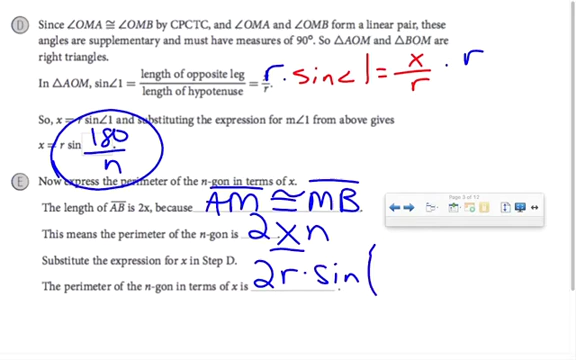 D Since ∠OMA ≅ ∠OMB by CPCTC, and ∠OMA and ∠OMB form a linear pair, these
angles are supplementary and must have measures of 90°. So △AOM and △BOM are
right triangles.
In △AOM, sin∠1 = length of opposite leg / length of hypotenuse = / r. r · sin∠1 = x/r · r
So, x = r sin∠1 and substituting the expression for m∠1 from above gives
x = r sin 180/n
E Now express the perimeter of the n-gon in terms of x.
The length of AB is 2x, because AM ≅ MB.
This means the perimeter of the n-gon is 2xn
Substitute the expression for x in Step D.
The perimeter of the n-gon in terms of x is 2r · sin( .
Page 3 of 12